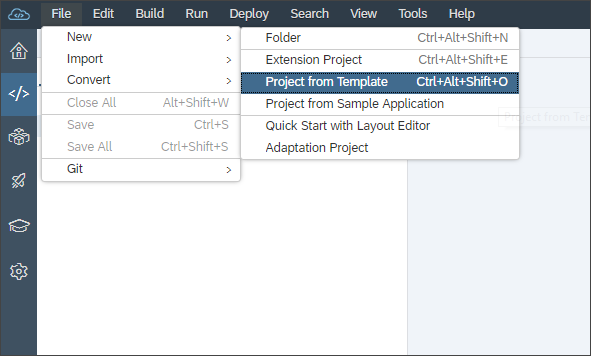 File Edit Build Run Deploy Search View Tools Help
New
Import
Convert
Close All Alt+Shift+W
Save Ctrl+S
Save All Ctrl+Shift+S
Git
Folder Ctrl+Alt+Shift+N
Extension Project Ctrl+Alt+Shift+E
Project from Template Ctrl+Alt+Shift+O
Project from Sample Application
Quick Start with Layout Editor
Adaptation Project
Project from Tem